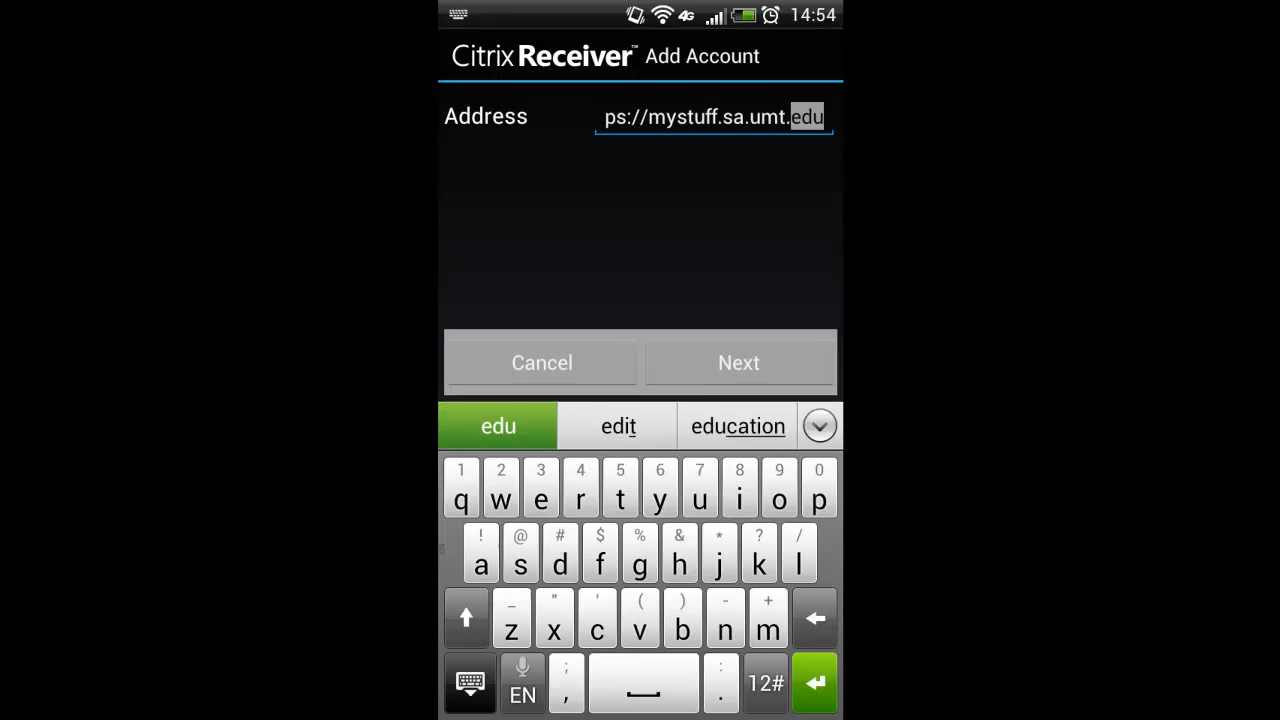 4G 14:54
Citrix Receiver™ Add Account
Address ps://mystuff.sa.umt.edu
Cancel Next
edu edit education
1 2 3 4 5 6 7 8 9 0
q w e r t y u i o p
! @ # $ % & * ? /
a s d f g h j k l
_ " ' ( ) - +
z x c v b n m
; :
EN , . 12#